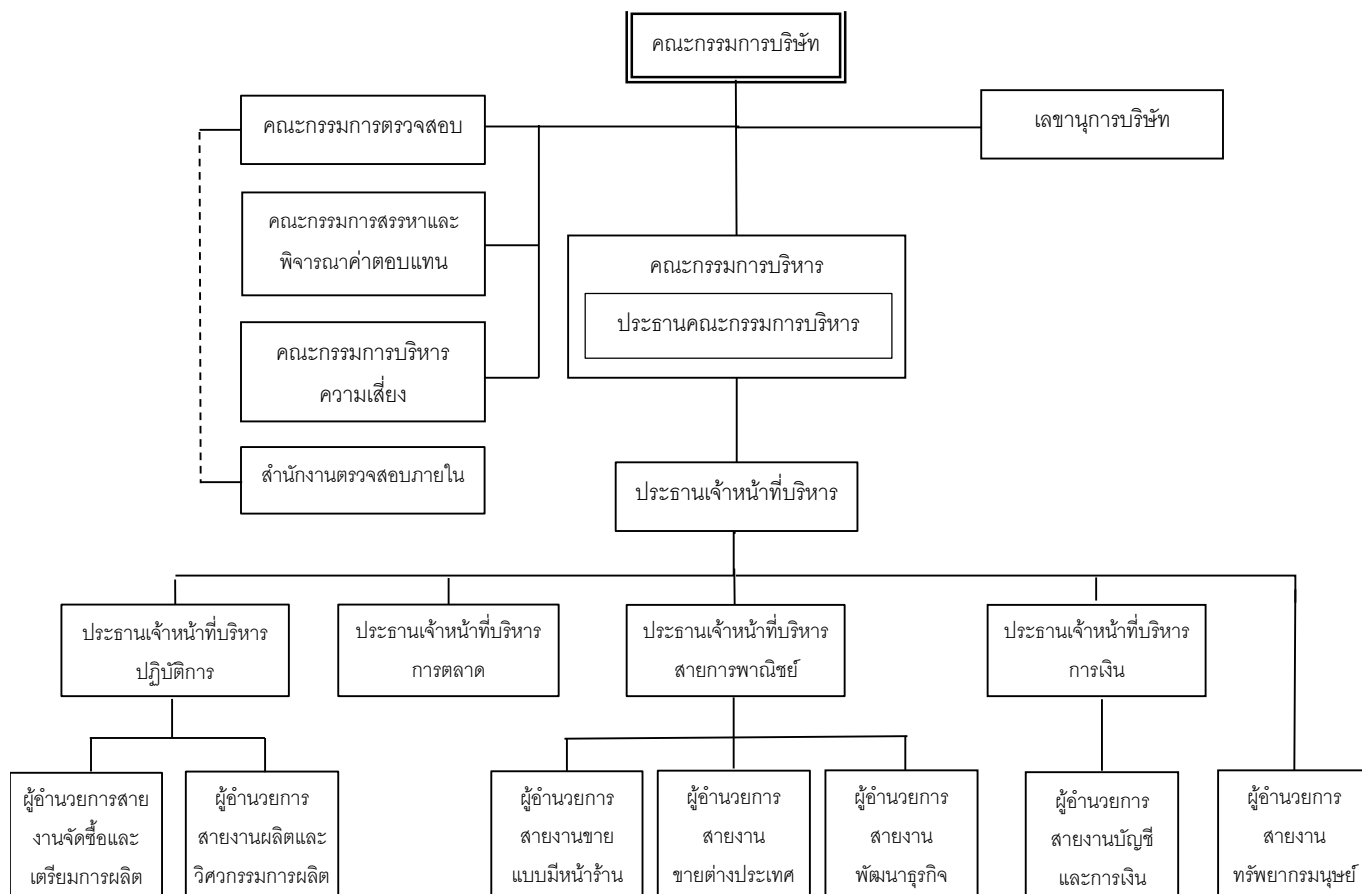 คณะกรรมการบริษัท
คณะกรรมการตรวจสอบ
เลขานุการบริษัท
คณะกรรมการสรรหาและ
พิจารณาค่าตอบแทน
คณะกรรมการบริหาร
ประธานคณะกรรมการบริหาร
คณะกรรมการบริหาร
ความเสี่ยง
สำนักงานตรวจสอบภายใน
ประธานเจ้าหน้าที่บริหาร
ประธานเจ้าหน้าที่บริหาร
ปฏิบัติการ
ประธานเจ้าหน้าที่บริหาร
การตลาด
ประธานเจ้าหน้าที่บริหาร
สายการพาณิชย์
ประธานเจ้าหน้าที่บริหาร
การเงิน
ผู้อำนวยการสาย
งานจัดซื้อและ
เตรียมการผลิต
ผู้อำนวยการ
สายงานผลิตและ
วิศวกรรมการผลิต
ผู้อำนวยการ
สายงานขาย
แบบมีหน้าร้าน
ผู้อำนวยการ
สายงาน
ขายต่างประเทศ
ผู้อำนวยการ
สายงาน
พัฒนาธุรกิจ
ผู้อำนวยการ
สายงานบัญชี
และการเงิน
ผู้อำนวยการ
สายงาน
ทรัพยากรมนุษย์